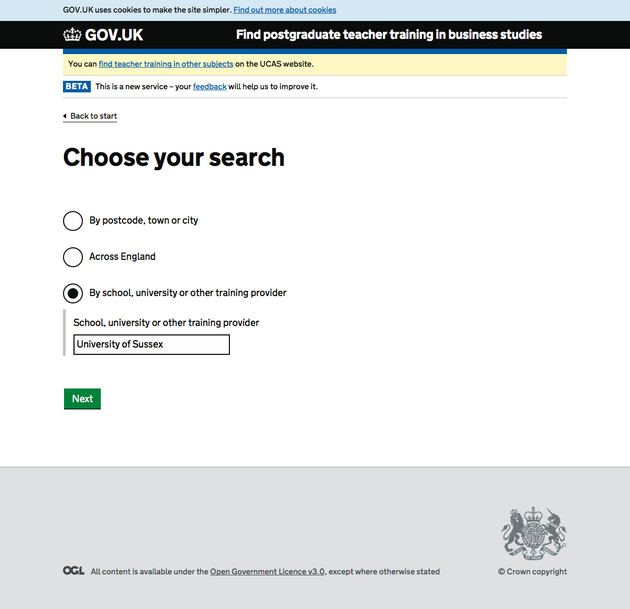 GOV.UK uses cookies to make the site simpler. Find out more about cookies
GOV.UK Find postgraduate teacher training in business studies
You can find teacher training in other subjects on the UCAS website.
BETA This is a new service – your feedback will help us to improve it.
Back to start
Choose your search
By postcode, town or city
Across England
By school, university or other training provider
School, university or other training provider
University of Sussex
Next
OGL All content is available under the Open Government Licence v3.0, except where otherwise stated
© Crown copyright